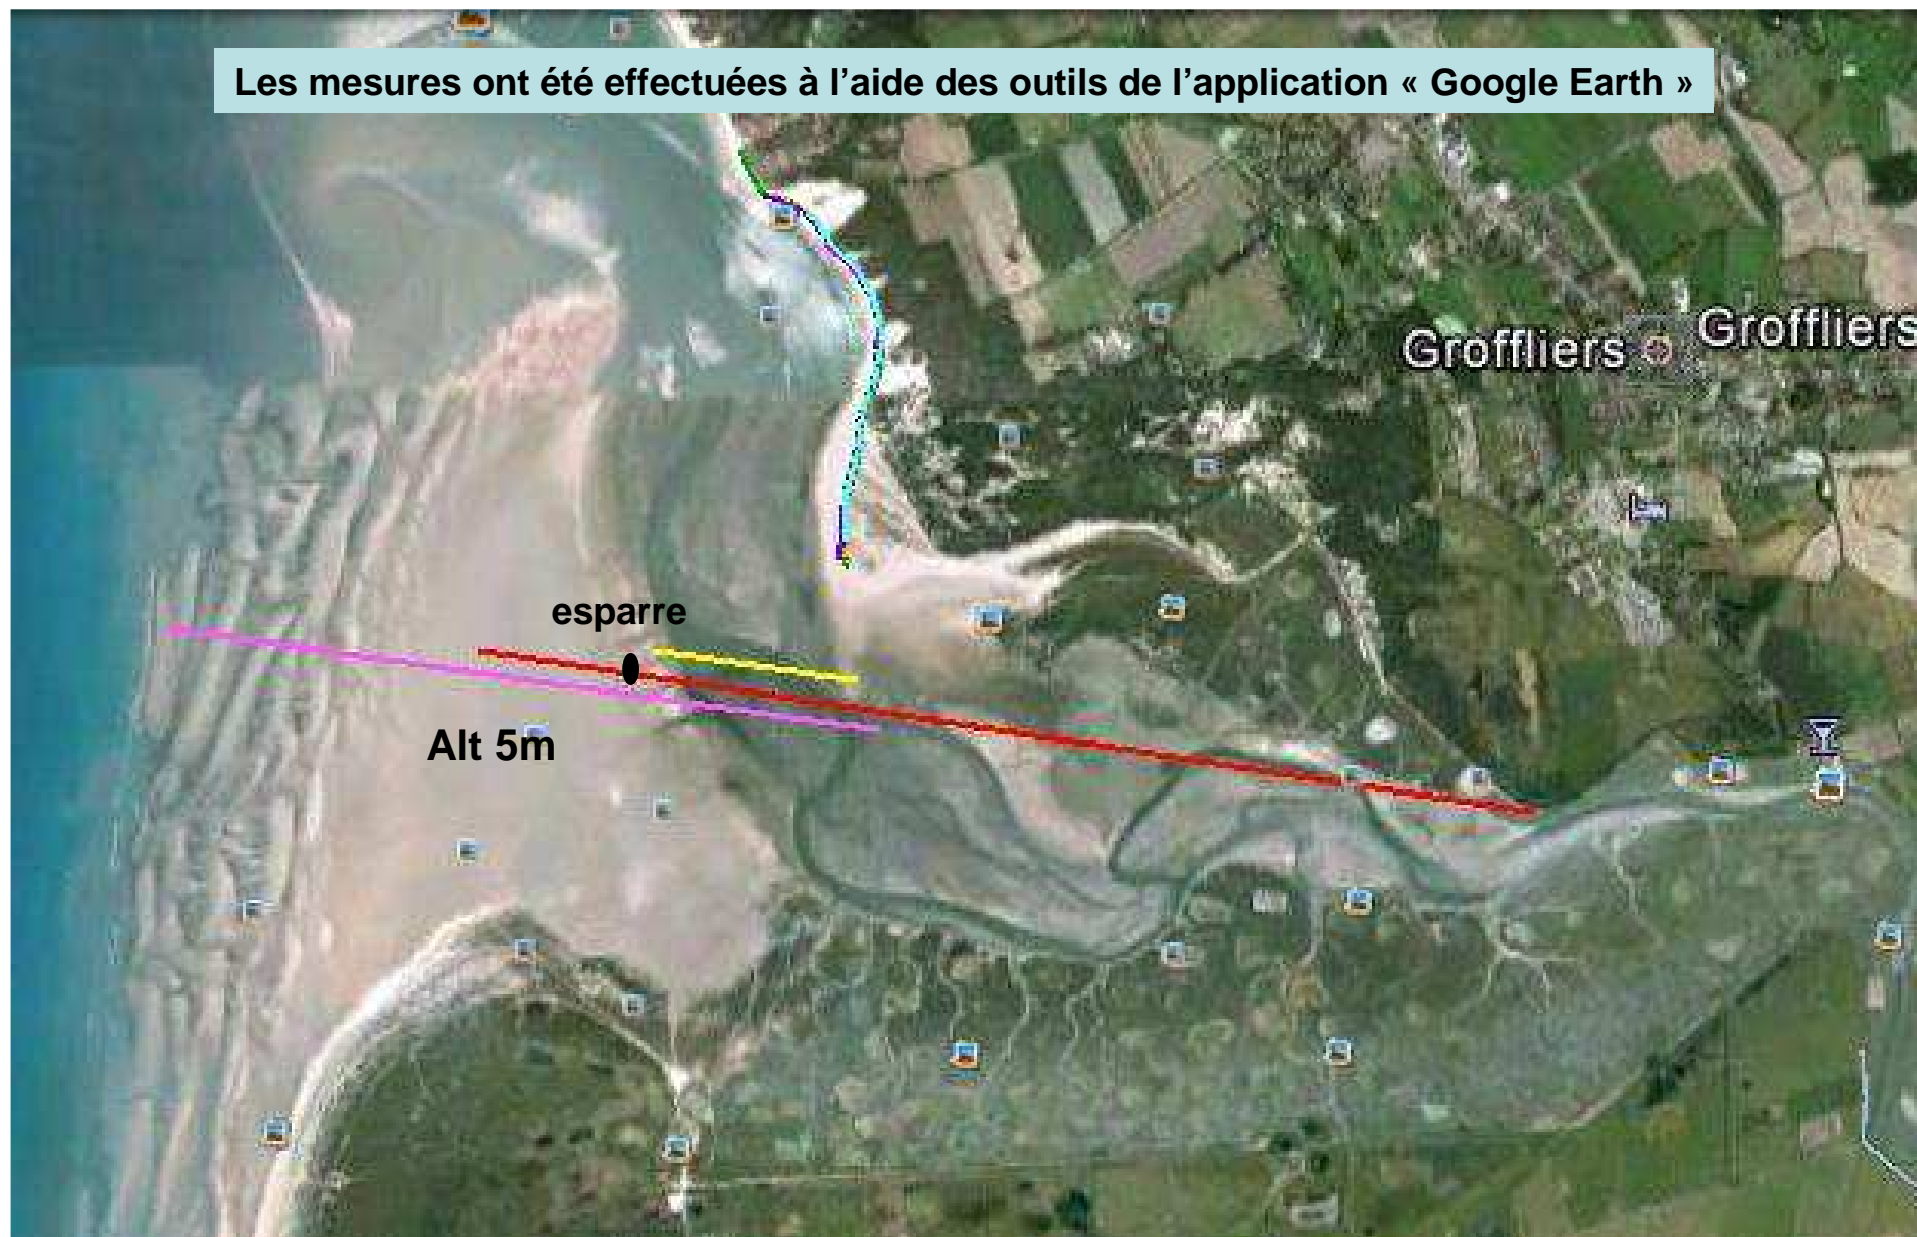 Les mesures ont été effectuées à l’aide des outils de l’application « Google Earth »
Groffliers
Groffliers
esparre
Alt 5m